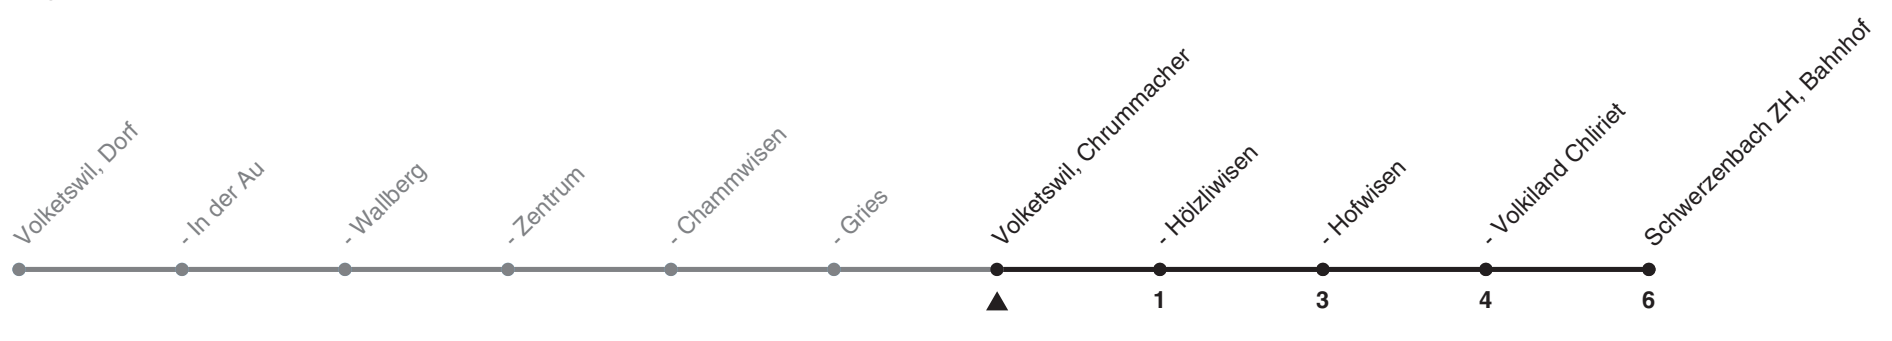 Volketswil, Dorf
- In der Au
- Wallberg
- Zentrum
- Chammwisen
- Gries
Volketswil, Chrummacher
- Hölzliwisen
- Hofwisen
- Volkiland Chliriet
Schwerzenbach ZH, Bahnhof
1
3
4
6